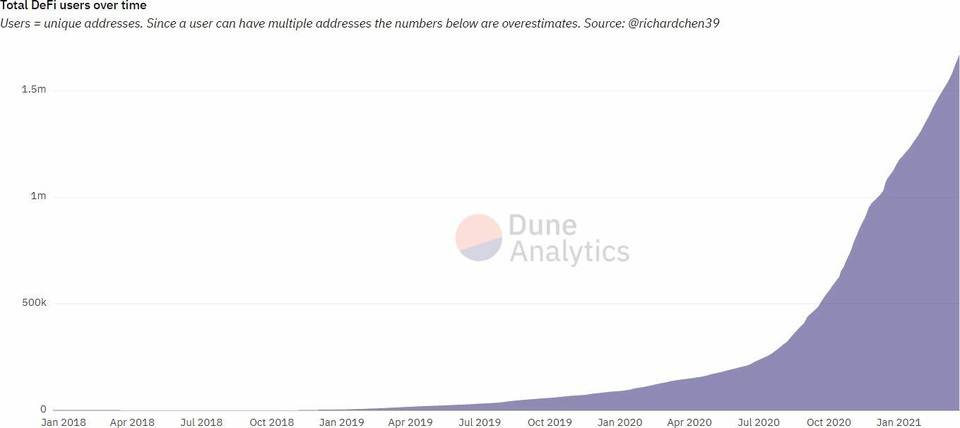 Total DeFi users over time
Users = unique addresses. Since a user can have multiple addresses the numbers below are overestimates. Source: @richardchen39
1.5m
1m
500k
0
Dune
Analytics
Jan 2018 Apr 2018 Jul 2018 Oct 2018 Jan 2019 Apr 2019 Jul 2019 Oct 2019 Jan 2020 Apr 2020 Jul 2020 Oct 2020 Jan 2021